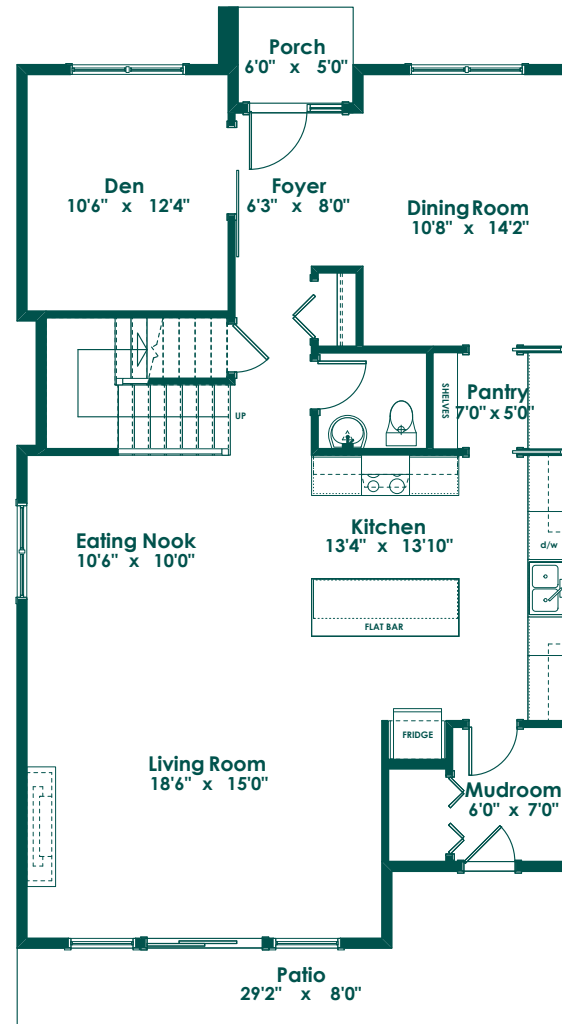 Porch
6'0" x 5'0"
Den
10'6" x 12'4"
Foyer
6'3" x 8'0"
Dining Room
10'8" x 14'2"
UP
SHELVES
Pantry
7'0" x 5'0"
Eating Nook
10'6" x 10'0"
Kitchen
13'4" x 13'10"
d/w
FLAT BAR
FRIDGE
Living Room
18'6" x 15'0"
Mudroom
6'0" x 7'0"
Patio
29'2" x 8'0"